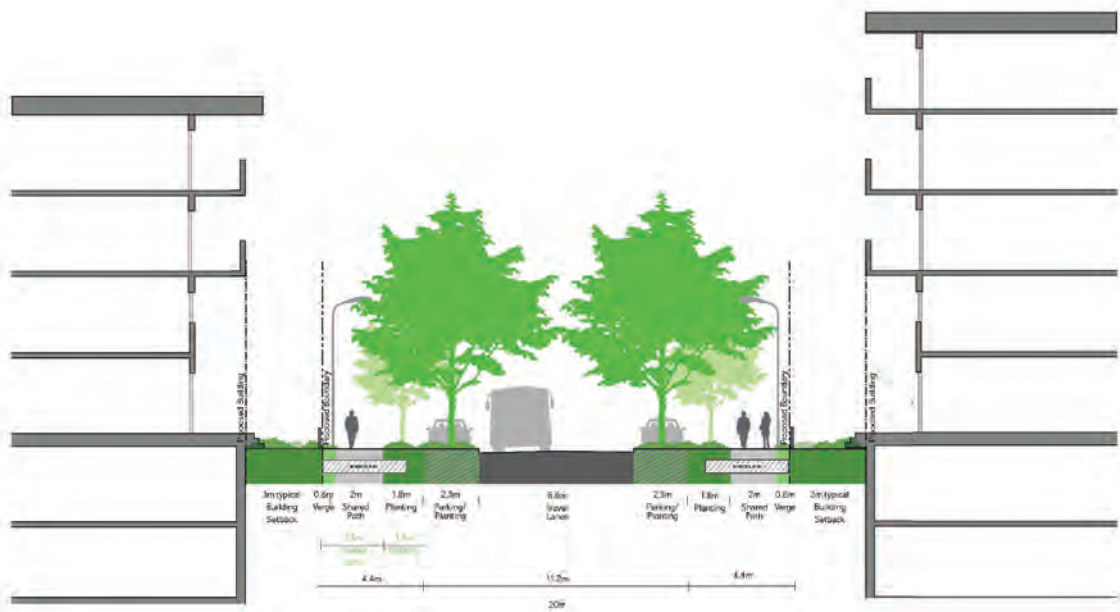 Proposed Building
Proposed Boundary
Proposed Boundary
Proposed Building
3m typical
Building
Setback
0.6m
Verge
2m
Shared
Path
1.8m
Planting
2.3m
Parking/
Planting
6.6m
Travel
Lanes
2.3m
Parking/
Planting
1.8m
Planting
2m
Shared
Path
0.6m
Verge
3m typical
Building
Setback
4.4m
11.2m
4.4m
20m